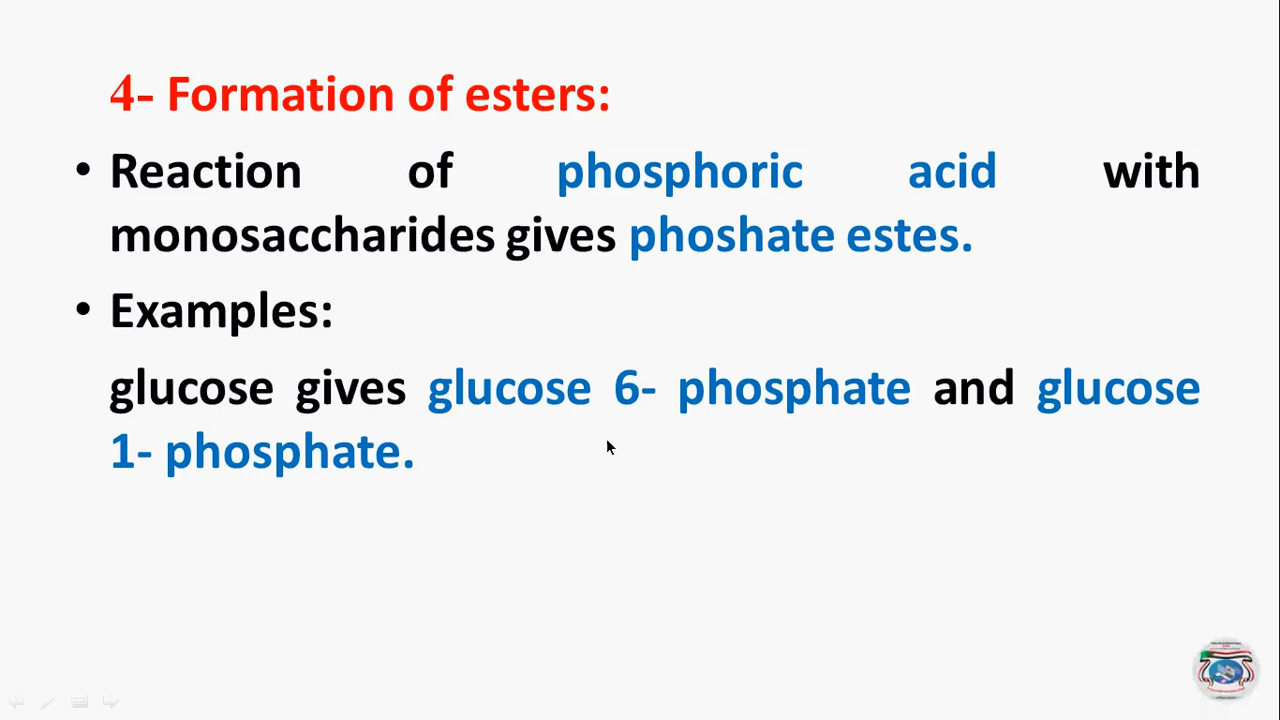 4- Formation of esters:
• Reaction of phosphoric acid with
monosaccharides gives phoshate estes.
• Examples:
glucose gives glucose 6- phosphate and glucose
1- phosphate.